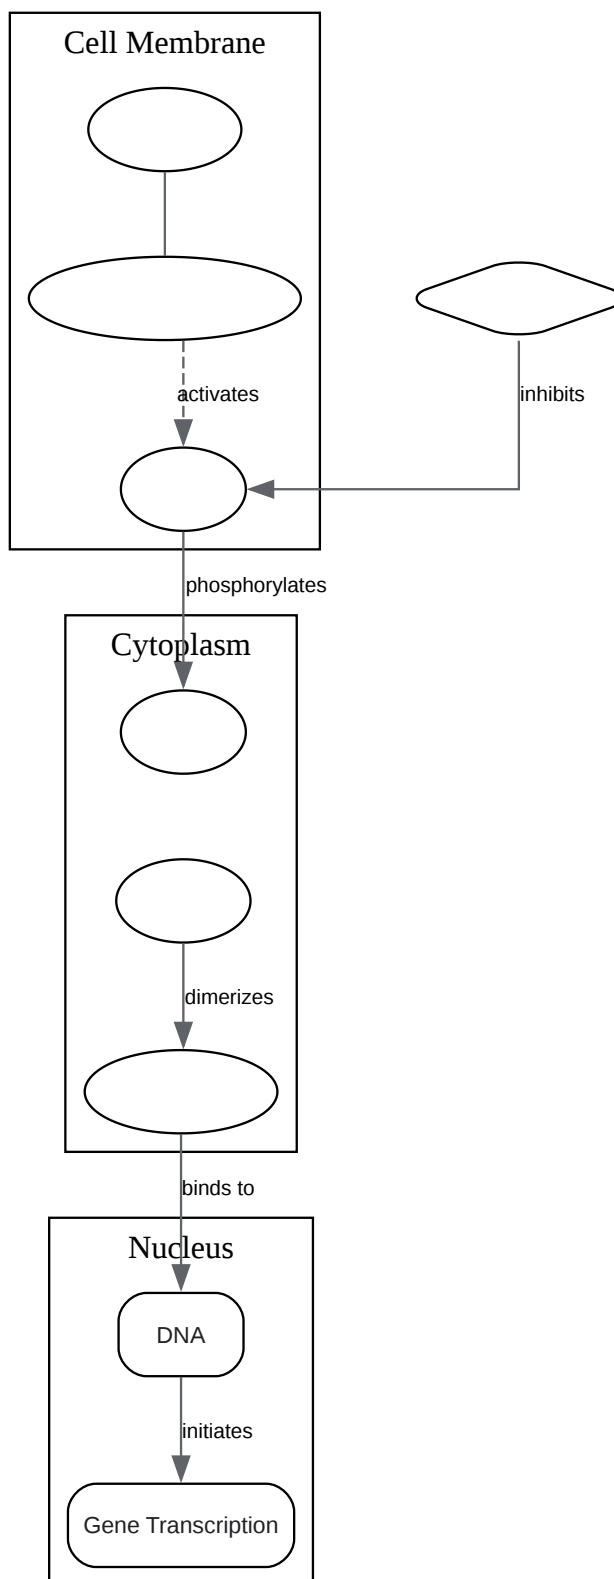 Cell Membrane
activates
inhibits
phosphorylates
Cytoplasm
dimerizes
binds to
Nucleus
DNA
initiates
Gene Transcription